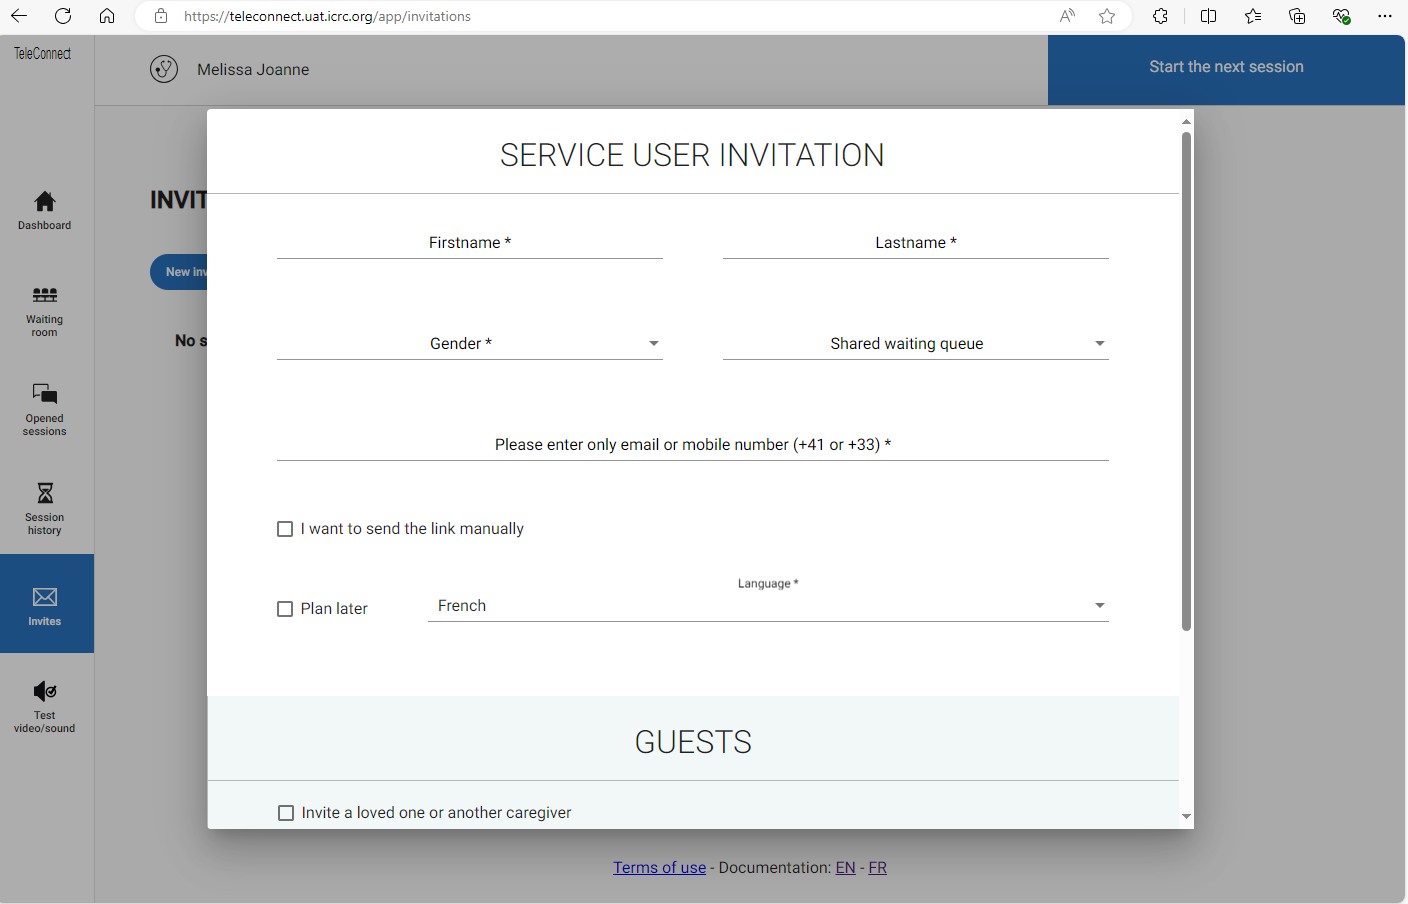 https://teleconnect.uat.icrc.org/app/invitations
TeleConnect
Melissa Joanne
Start the next session
SERVICE USER INVITATION
INVIT
Firstname *
Lastname *
Dashboard
New inv
Gender *
Shared waiting queue
Waiting
room
No s
Please enter only email or mobile number (+41 or +33) *
Opened
sessions
I want to send the link manually
Session
history
Language *
Plan later
French
Invites
Test
video/sound
GUESTS
Invite a loved one or another caregiver
Terms of use - Documentation: EN - FR